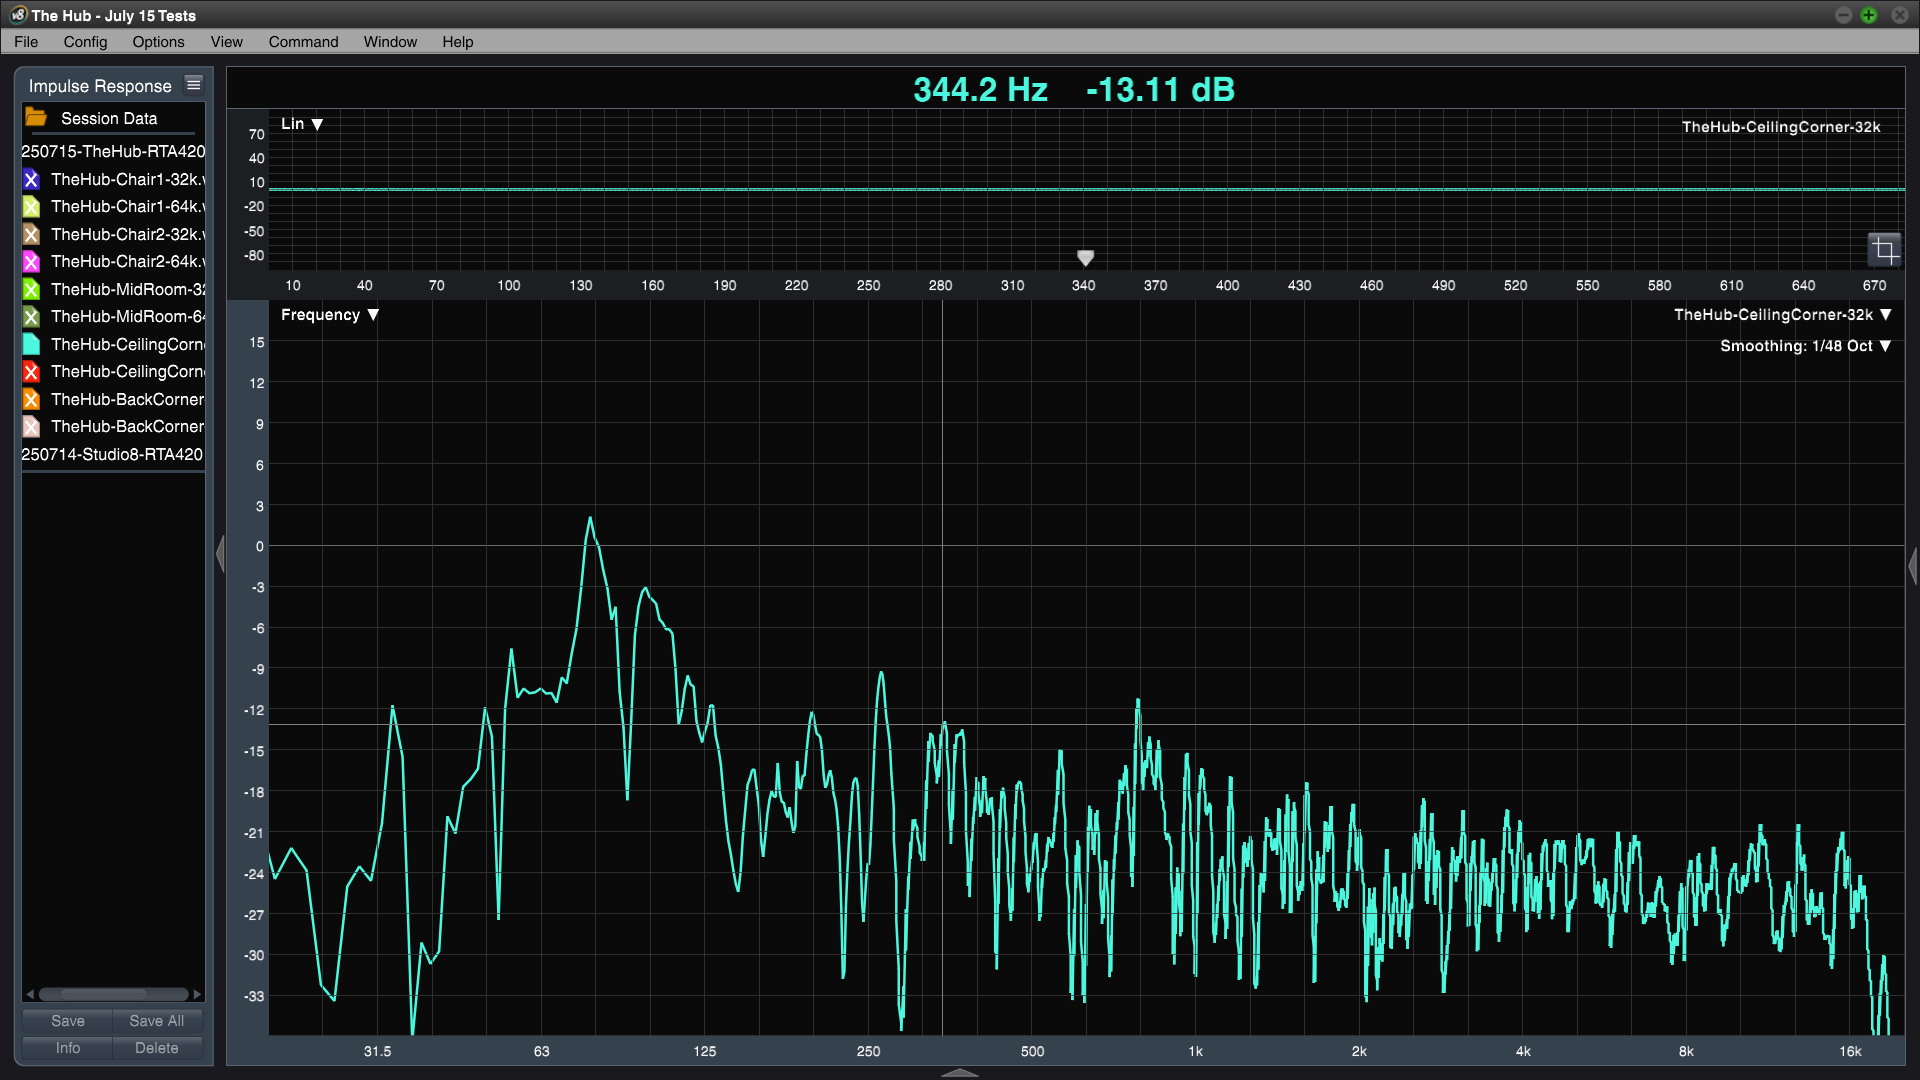 The Hub - July 15 Tests
File Config Options View Command Window Help
Impulse Response
Session Data
250715-TheHub-RTA420
TheHub-Chair1-32k.w
TheHub-Chair1-64k.w
TheHub-Chair2-32k.w
TheHub-Chair2-64k.w
TheHub-MidRoom-32
TheHub-MidRoom-64
TheHub-CeilingCorne
TheHub-CeilingCorne
TheHub-BackCorner
TheHub-BackCorner
250714-Studio8-RTA420
Save Save All
Info Delete
344.2 Hz -13.11 dB
Lin ▼
TheHub-CeilingCorner-32k
70
40
10
-20
-50
-80
10 40 70 100 130 160 190 220 250 280 310 340 370 400 430 460 490 520 550 580 610 640 670
Frequency ▼
TheHub-CeilingCorner-32k ▼
Smoothing: 1/48 Oct ▼
15
12
9
6
3
0
-3
-6
-9
-12
-15
-18
-21
-24
-27
-30
-33
31.5 63 125 250 500 1k 2k 4k 8k 16k